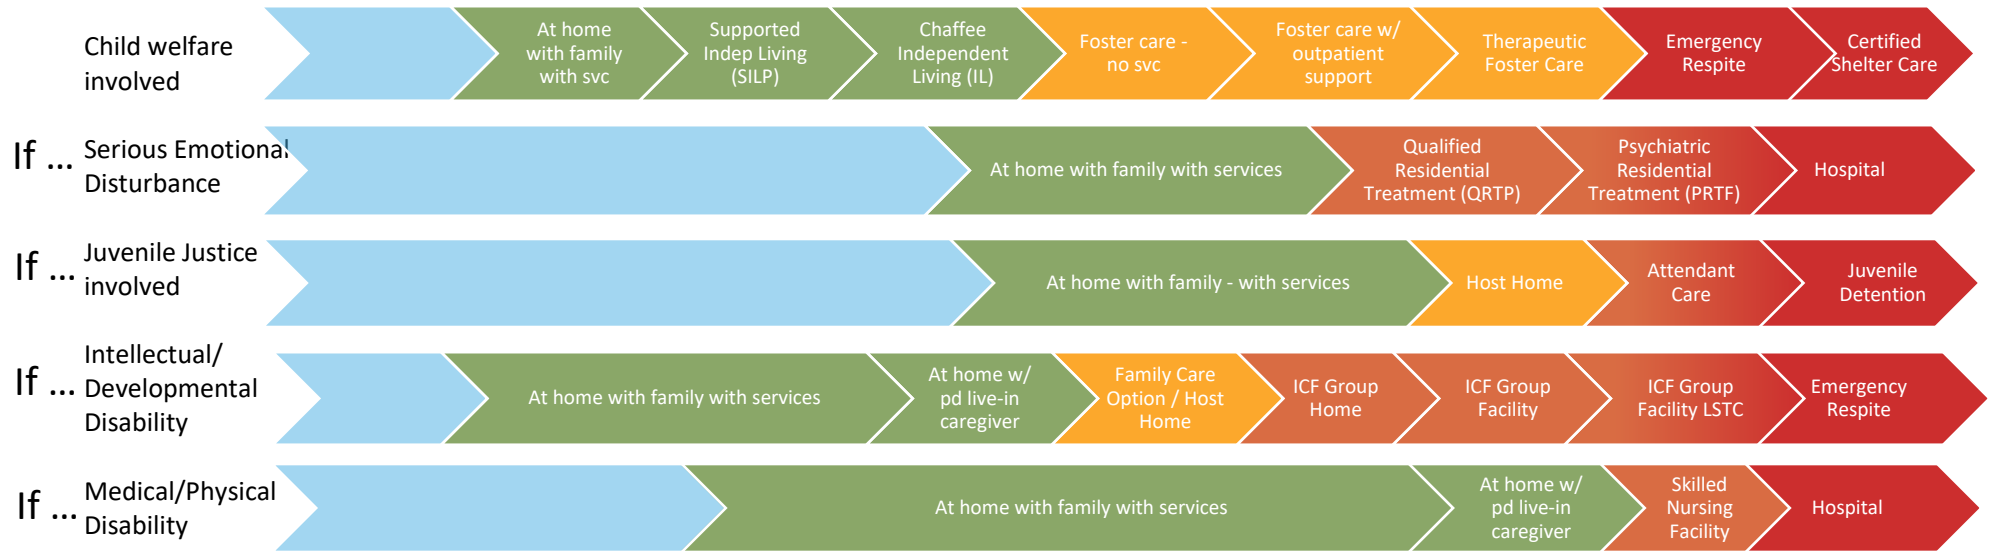 Child welfare
involved
At home
with family
with svc
Supported
Indep Living
(SILP)
Chaffee
Independent
Living (IL)
Foster care -
no svc
Foster care w/
outpatient
support
Therapeutic
Foster Care
Emergency
Respite
Certified
Shelter Care
If ...
Serious Emotional
Disturbance
At home with family with services
Qualified
Residential
Treatment (QRTP)
Psychiatric
Residential
Treatment (PRTF)
Hospital
If ...
Juvenile Justice
involved
At home with family - with services
Host Home
Attendant
Care
Juvenile
Detention
If ...
Intellectual/
Developmental
Disability
At home with family with services
At home w/
pd live-in
caregiver
Family Care
Option / Host
Home
ICF Group
Home
ICF Group
Facility
ICF Group
Facility LSTC
Emergency
Respite
If ...
Medical/Physical
Disability
At home with family with services
At home w/
pd live-in
caregiver
Skilled
Nursing
Facility
Hospital